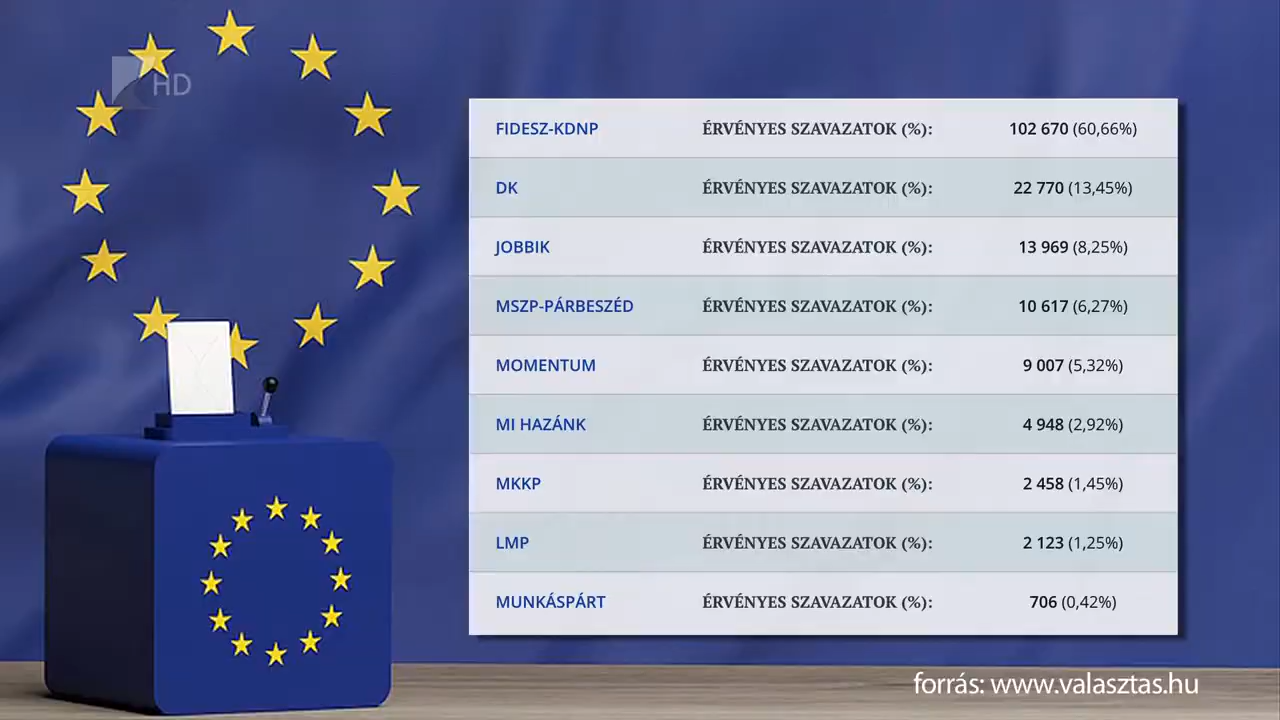 HD
FIDESZ-KDNP ÉRVÉNYES SZAVAZATOK (%): 102 670 (60,66%)
DK ÉRVÉNYES SZAVAZATOK (%): 22 770 (13,45%)
JOBBIK ÉRVÉNYES SZAVAZATOK (%): 13 969 (8,25%)
MSZP-PÁRBESZÉD ÉRVÉNYES SZAVAZATOK (%): 10 617 (6,27%)
MOMENTUM ÉRVÉNYES SZAVAZATOK (%): 9 007 (5,32%)
MI HAZÁNK ÉRVÉNYES SZAVAZATOK (%): 4 948 (2,92%)
MKKP ÉRVÉNYES SZAVAZATOK (%): 2 458 (1,45%)
LMP ÉRVÉNYES SZAVAZATOK (%): 2 123 (1,25%)
MUNKÁSPÁRT ÉRVÉNYES SZAVAZATOK (%): 706 (0,42%)
forrás: www.valasztas.hu